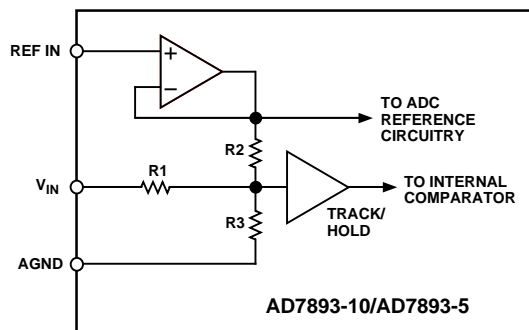 REF IN
+
−
TO ADC
REFERENCE
CIRCUITRY
R2
R1
VIN
TO INTERNAL
COMPARATOR
TRACK/
HOLD
R3
AGND
AD7893-10/AD7893-5